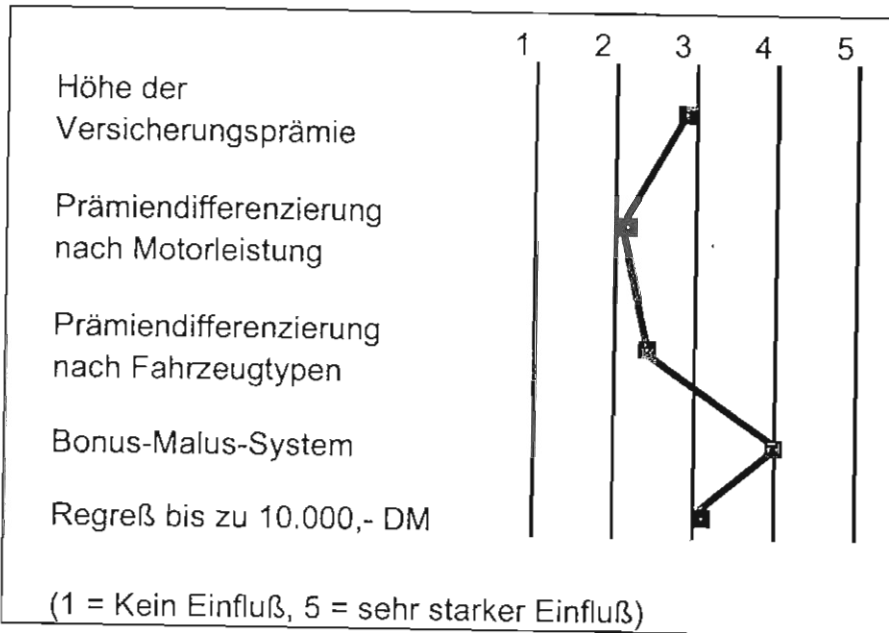 1 2 3 4 5
Höhe der
Versicherungsprämie
Prämiendifferenzierung
nach Motorleistung
Prämiendifferenzierung
nach Fahrzeugtypen
Bonus-Malus-System
Regreß bis zu 10.000,- DM
(1 = Kein Einfluß, 5 = sehr starker Einfluß)